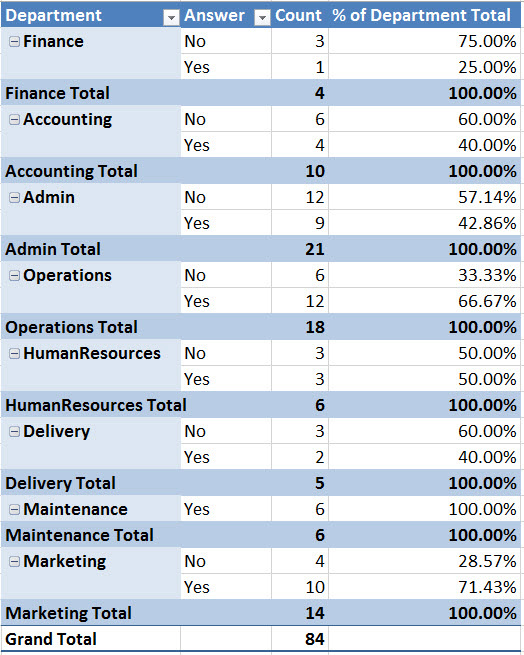 Department Answer Count % of Department Total
Finance No 3 75.00%
Yes 1 25.00%
Finance Total 4 100.00%
Accounting No 6 60.00%
Yes 4 40.00%
Accounting Total 10 100.00%
Admin No 12 57.14%
Yes 9 42.86%
Admin Total 21 100.00%
Operations No 6 33.33%
Yes 12 66.67%
Operations Total 18 100.00%
HumanResources No 3 50.00%
Yes 3 50.00%
HumanResources Total 6 100.00%
Delivery No 3 60.00%
Yes 2 40.00%
Delivery Total 5 100.00%
Maintenance Yes 6 100.00%
Maintenance Total 6 100.00%
Marketing No 4 28.57%
Yes 10 71.43%
Marketing Total 14 100.00%
Grand Total 84